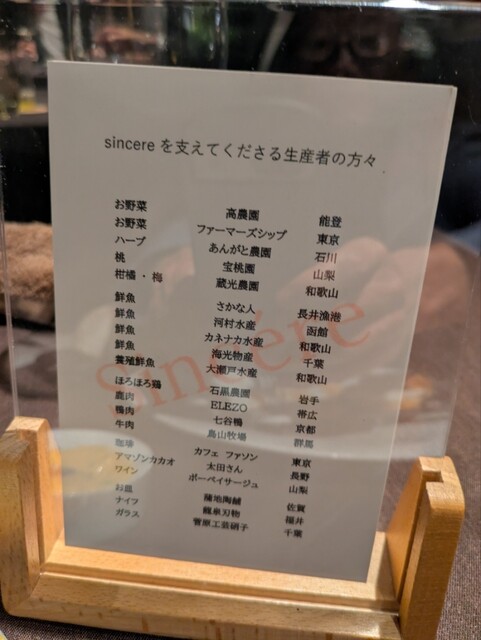 sincere を支えてくださる生産者の方々
お野菜 高農園 能登
お野菜 ファーマーズシップ 東京
ハーブ あんがと農園 石川
桃 宝桃園 山梨
柑橘・梅 蔵光農園 和歌山
鮮魚 さかな人 長井漁港
鮮魚 河村水産 函館
鮮魚 カネナカ水産 和歌山
鮮魚 海光物産 千葉
養殖鮮魚 大瀬戸水産 和歌山
ほろほろ鶏 石黒農園 岩手
鹿肉 ELEZO 帯広
鴨肉 七谷鴨 京都
牛肉 鳥山牧場 群馬
珈琲 カフェ ファソン 東京
アマゾンカカオ 太田さん 長野
ワイン ボーペイサージュ 山梨
お皿 蒲地陶舗 佐賀
ナイフ 龍泉刃物 福井
ガラス 菅原工芸硝子 千葉
Sincère